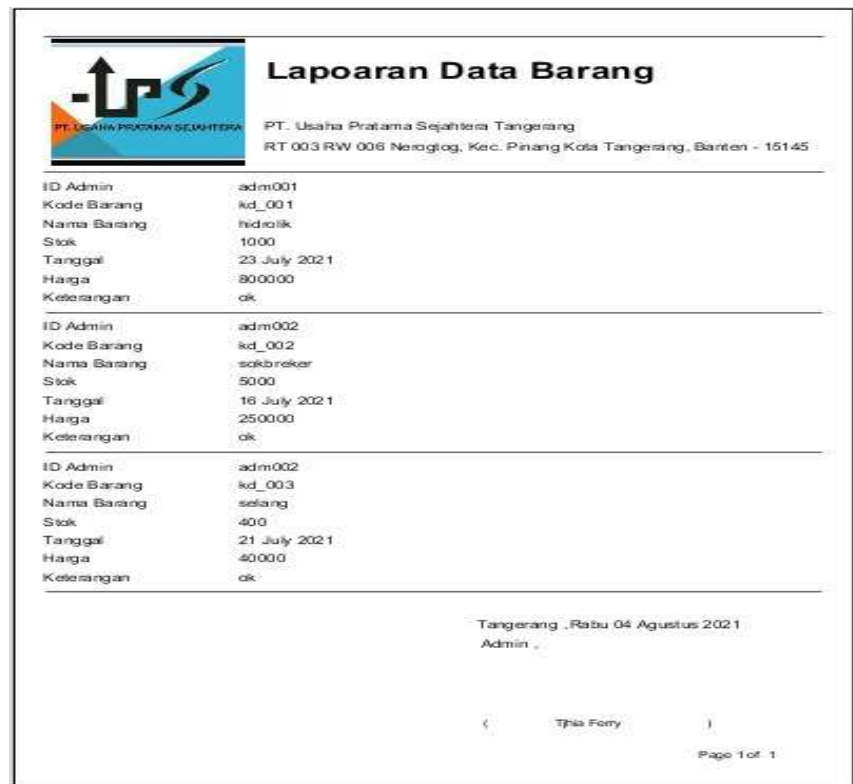 Lapoaran Data Barang
PT. USAHA PRATAMA SEJAHTERA
PT. Usaha Pratama Sejahtera Tangerang
RT 003 RW 006 Nerogtog, Kec. Pinang Kota Tangerang, Banten - 15145
ID Admin adm001
Kode Barang kd_001
Nama Barang hidrolik
Stok 1000
Tanggal 23 July 2021
Harga 800000
Keterangan ok
ID Admin adm002
Kode Barang kd_002
Nama Barang sokbreker
Stok 5000
Tanggal 16 July 2021
Harga 250000
Keterangan ok
ID Admin adm002
Kode Barang kd_003
Nama Barang selang
Stok 400
Tanggal 21 July 2021
Harga 40000
Keterangan ok
Tangerang ,Rabu 04 Agustus 2021
Admin ,
( Tjhia Ferry )
Page 1 of 1